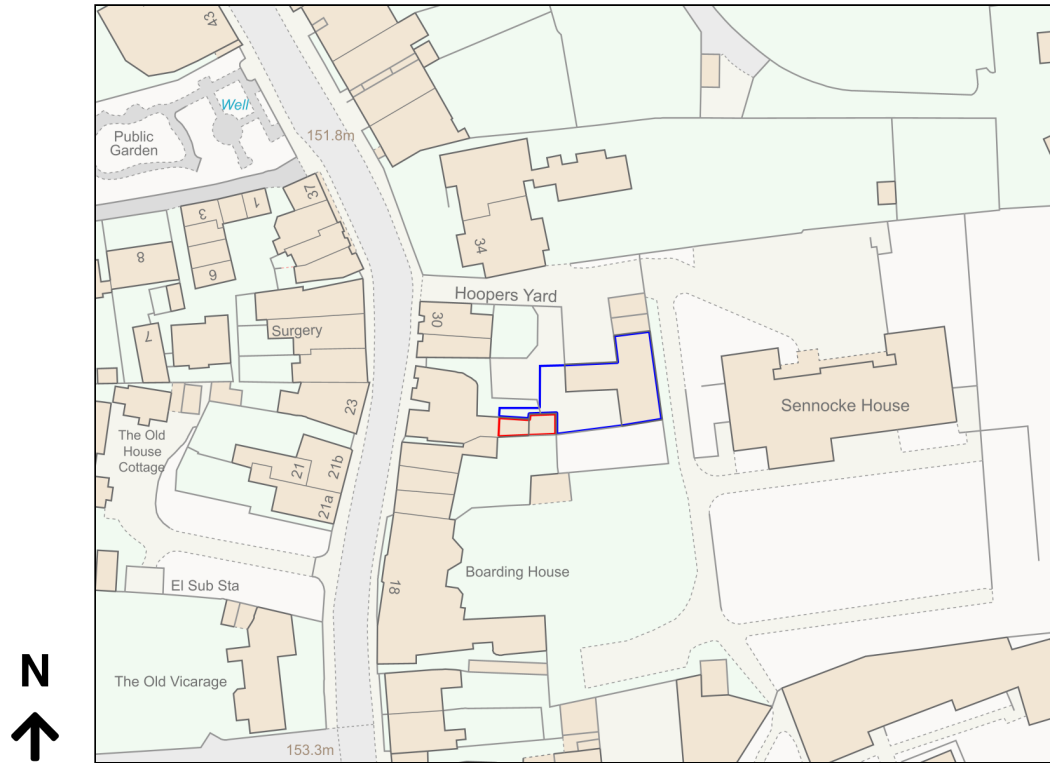 43
Well
Public
Garden
151.8m
37
1
3
34
8
6
Hoopers Yard
30
Surgery
7
23
Sennocke House
The Old
House
Cottage
21
21b
21a
Boarding House
El Sub Sta
18
N
The Old Vicarage
153.3m